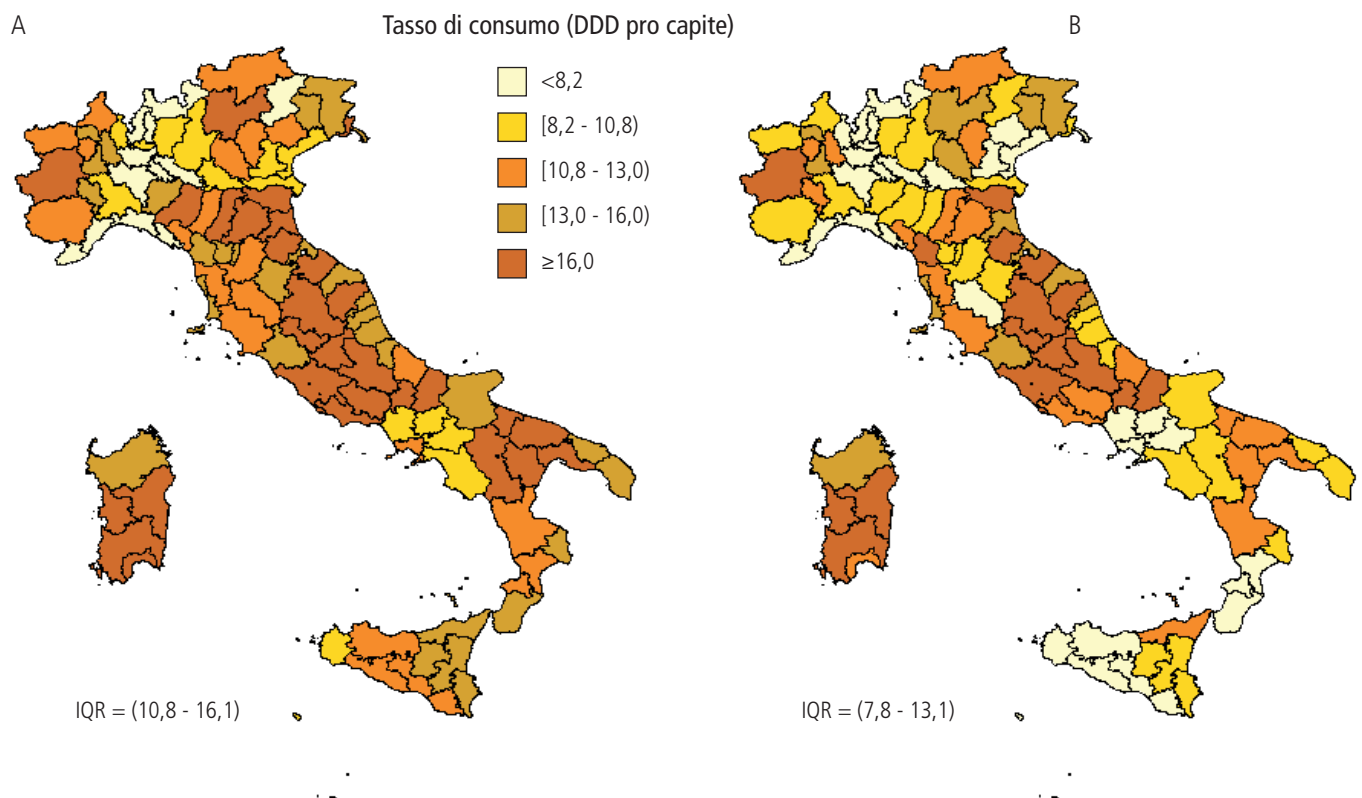 A
Tasso di consumo (DDD pro capite)
B
<8,2
[8,2 - 10,8)
[10,8 - 13,0)
[13,0 - 16,0)
≥16,0
IQR = (10,8 - 16,1)
IQR = (7,8 - 13,1)